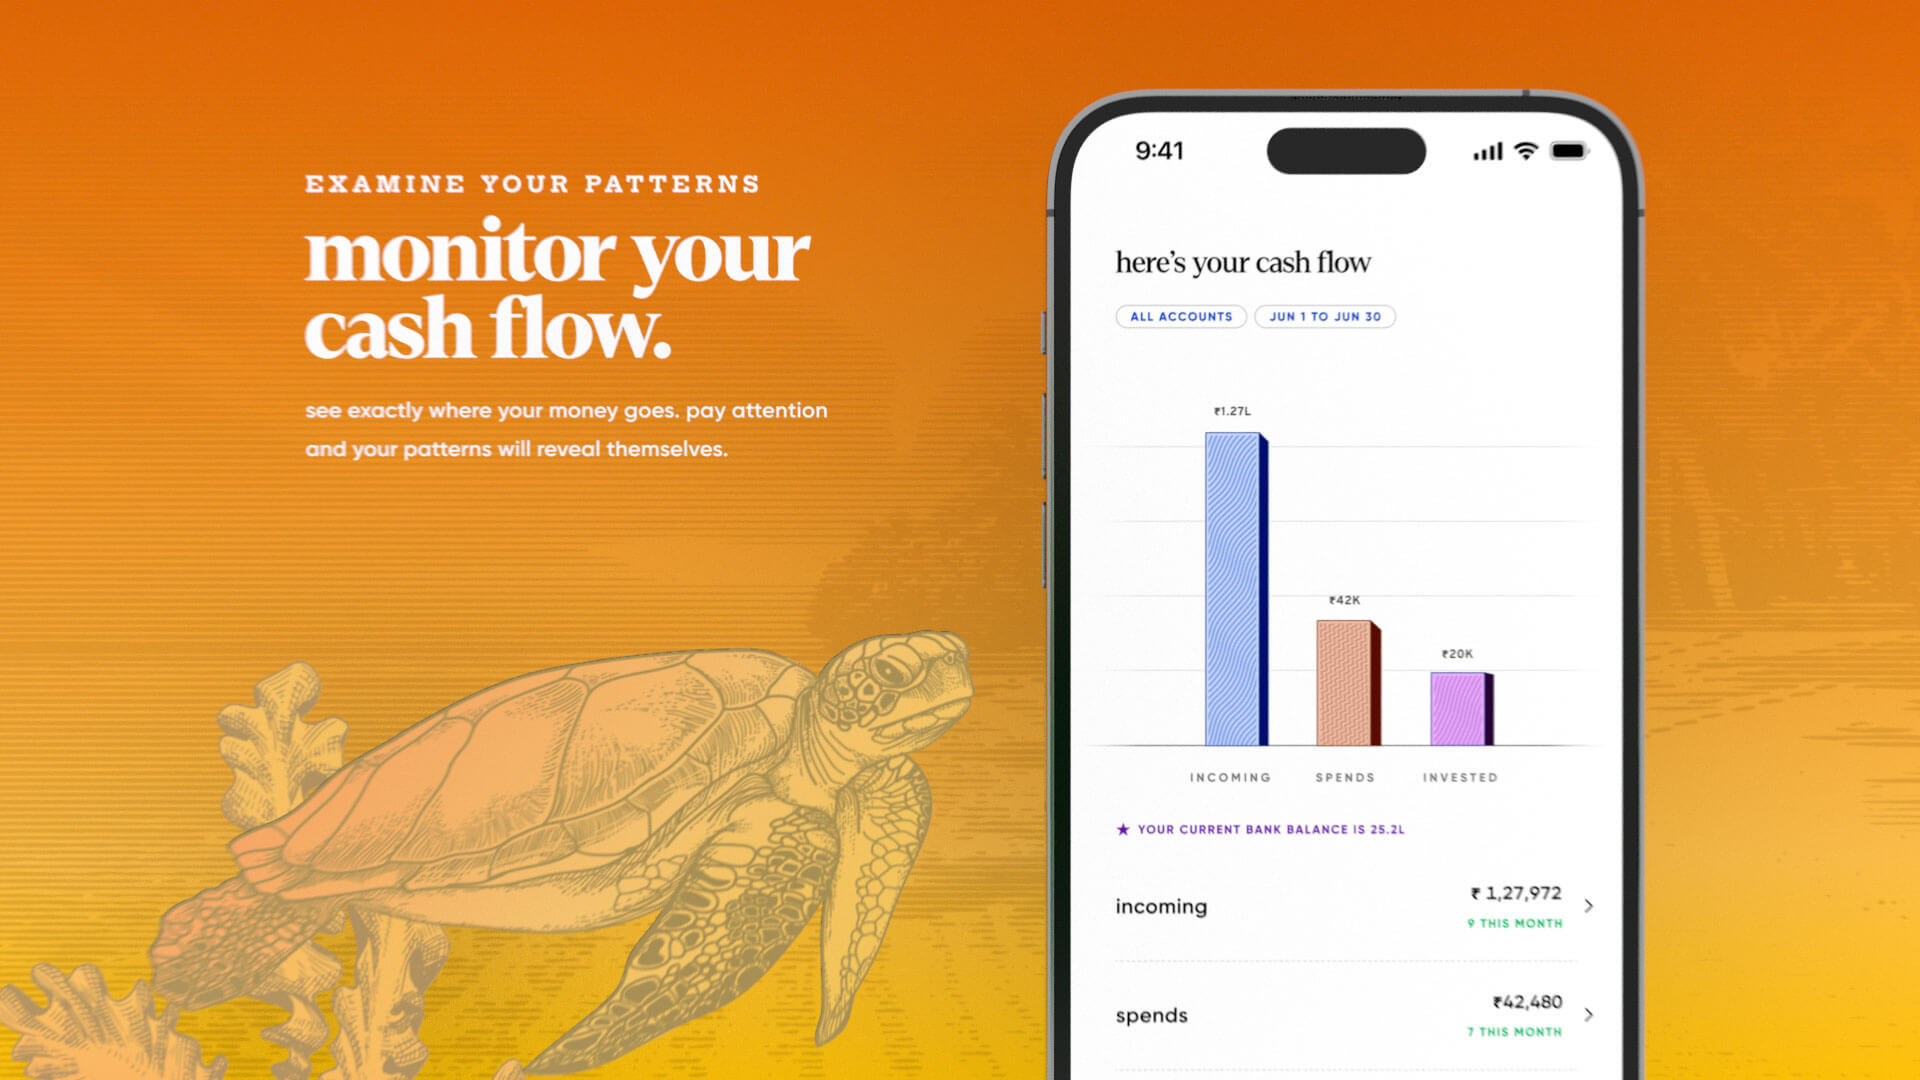 EXAMINE YOUR PATTERNS
monitor your
cash flow.
see exactly where your money goes. pay attention
and your patterns will reveal themselves.
9:41
here’s your cash flow
ALL ACCOUNTS
JUN 1 TO JUN 30
₹1.27L
₹42K
₹20K
INCOMING
SPENDS
INVESTED
YOUR CURRENT BANK BALANCE IS 25.2L
incoming
₹ 1,27,972
9 THIS MONTH
spends
₹42,480
7 THIS MONTH